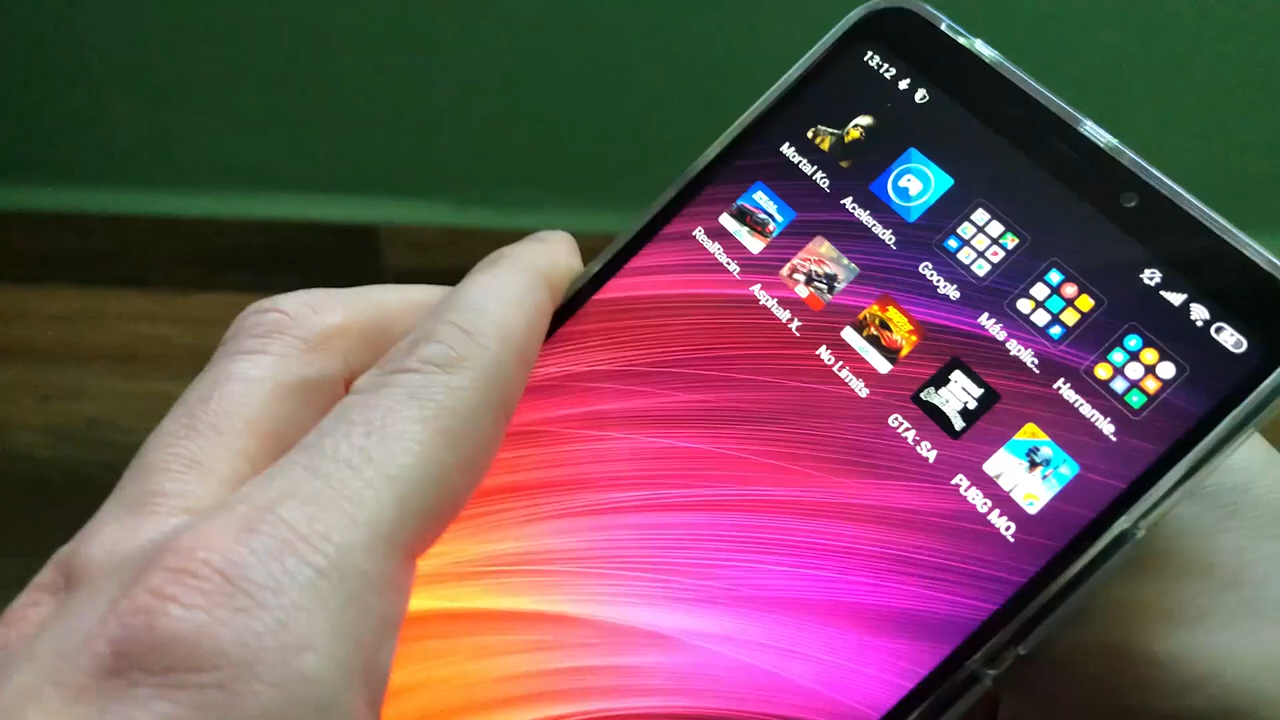 13:12
Mortal Ko..
Acelerado..
Google
Más aplic..
Herramie..
RealRacin..
Asphalt X..
No Limits
GTA: SA
PUBG MO..